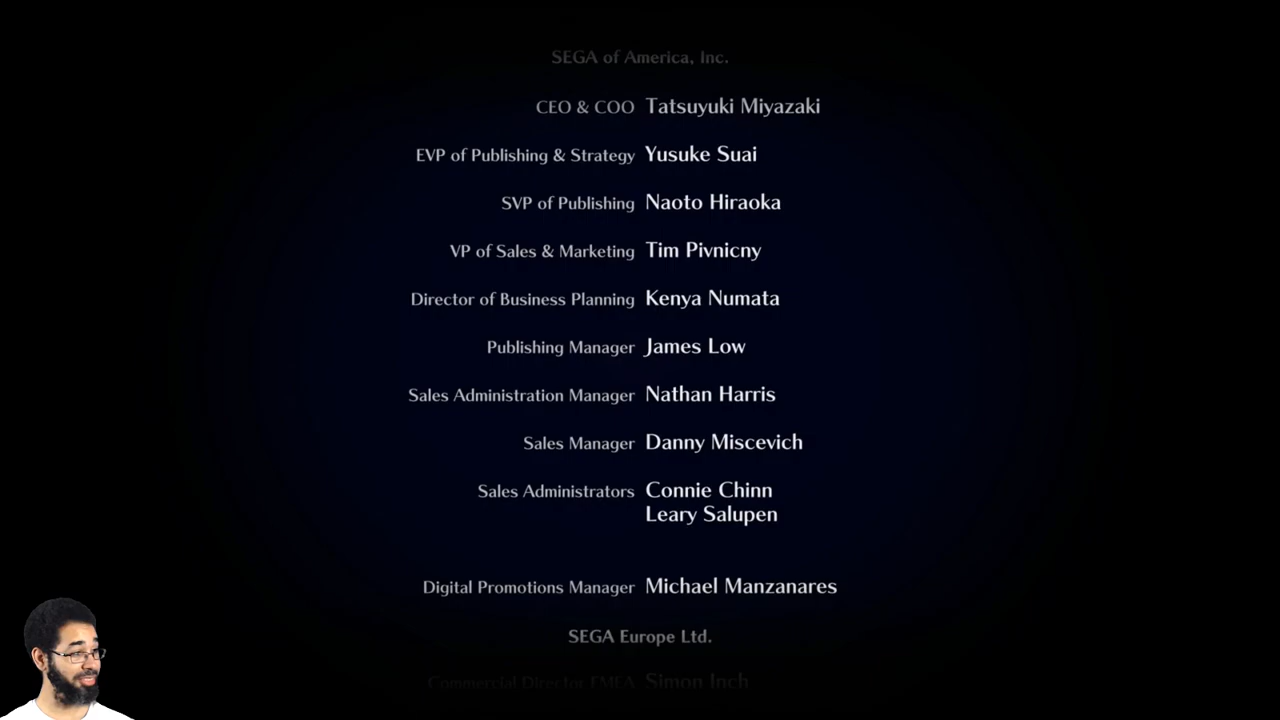 SEGA of America, Inc.
CEO & COO Tatsuyuki Miyazaki
EVP of Publishing & Strategy Yusuke Suai
SVP of Publishing Naoto Hiraoka
VP of Sales & Marketing Tim Pivnicny
Director of Business Planning Kenya Numata
Publishing Manager James Low
Sales Administration Manager Nathan Harris
Sales Manager Danny Miscevich
Sales Administrators Connie Chinn
Leary Salupen
Digital Promotions Manager Michael Manzanares
SEGA Europe Ltd.
Commercial Director EMEA Simon Inch